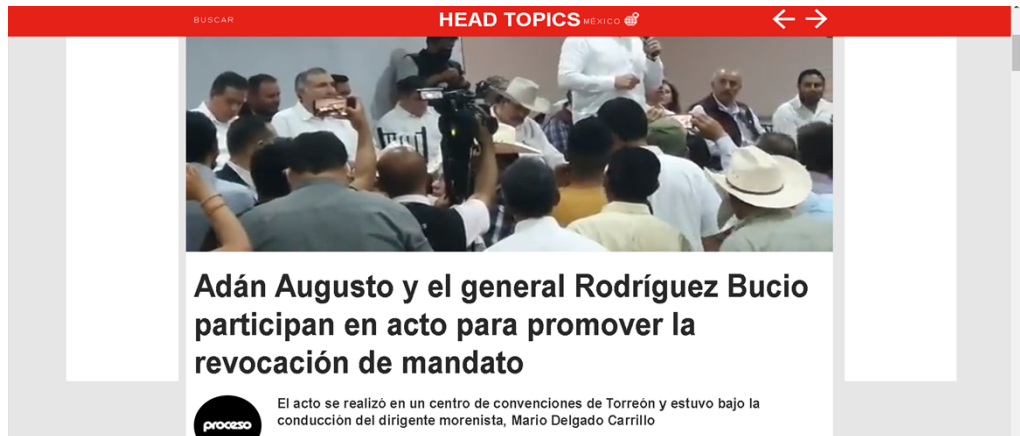 BUSCAR
HEAD TOPICS MÉXICO
Adán Augusto y el general Rodríguez Bucio
participan en acto para promover la
revocación de mandato
El acto se realizó en un centro de convenciones de Torreón y estuvo bajo la
conducción del dirigente morenista, Mario Delgado Carrillo
proceso